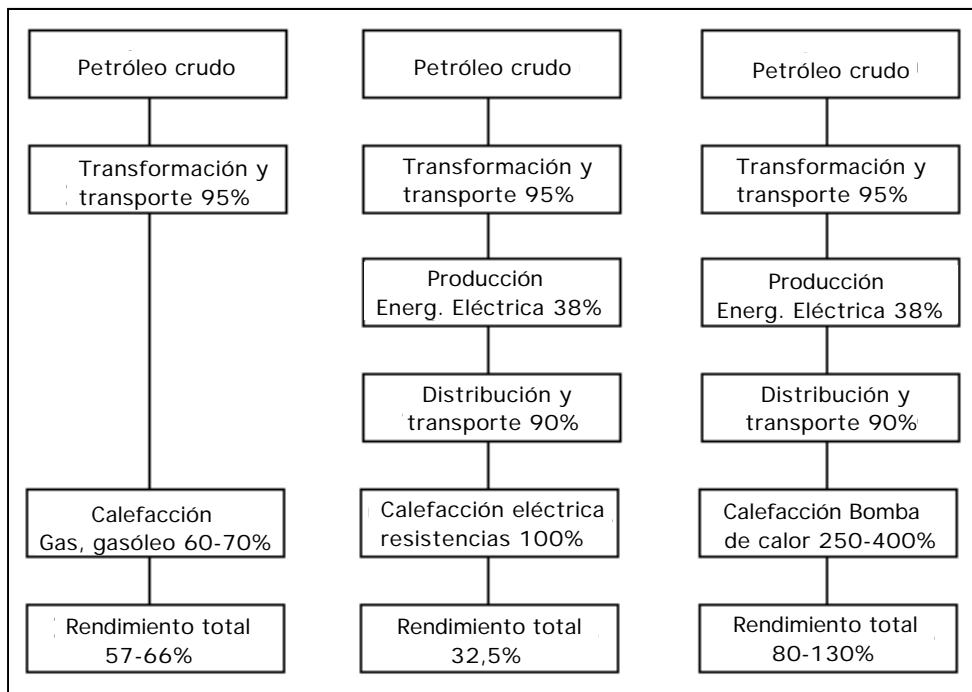 Petróleo crudo
Transformación y
transporte 95%
Calefacción
Gas, gasóleo 60-70%
Rendimiento total
57-66%
Petróleo crudo
Transformación y
transporte 95%
Producción
Energ. Eléctrica 38%
Distribución y
transporte 90%
Calefacción eléctrica
resistencias 100%
Rendimiento total
32,5%
Petróleo crudo
Transformación y
transporte 95%
Producción
Energ. Eléctrica 38%
Distribución y
transporte 90%
Calefacción Bomba
de calor 250-400%
Rendimiento total
80-130%